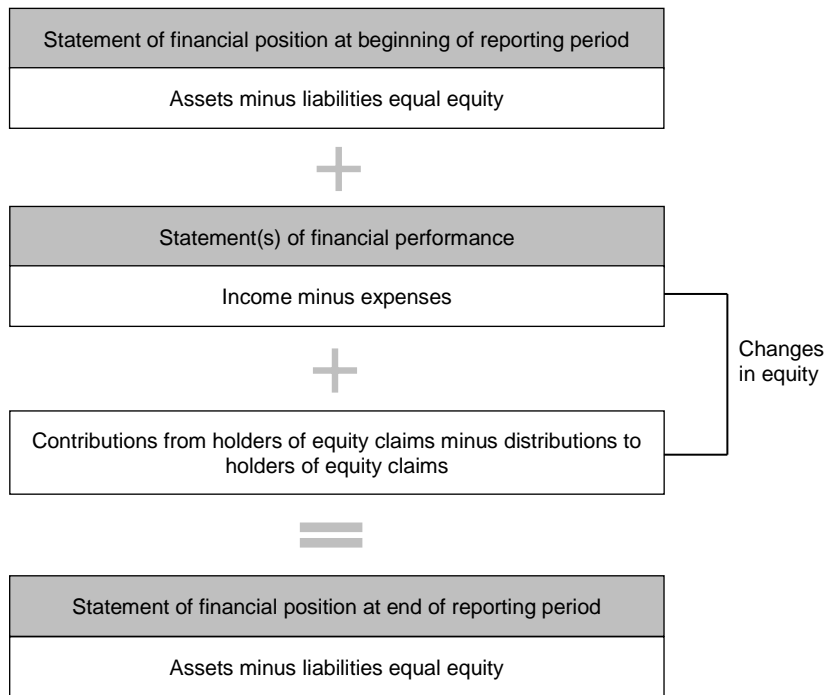 Statement of financial position at beginning of reporting period
Assets minus liabilities equal equity
+
Statement(s) of financial performance
Income minus expenses
+
Changes
in equity
Contributions from holders of equity claims minus distributions to
holders of equity claims
=
Statement of financial position at end of reporting period
Assets minus liabilities equal equity